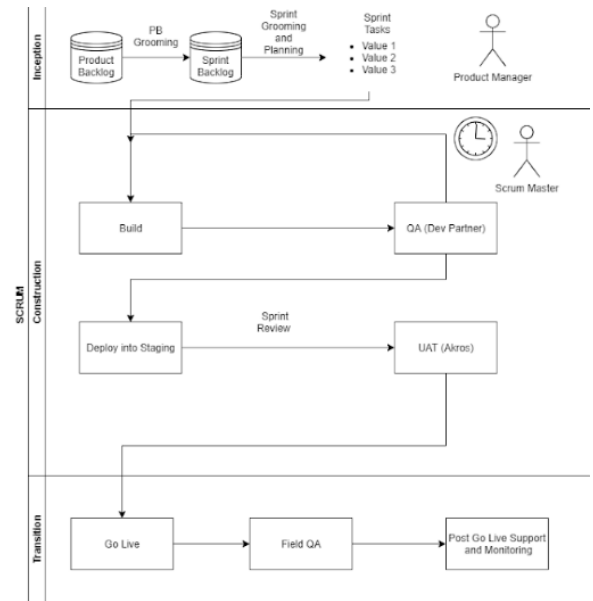 SCRUM
Inception
PB
Grooming
Product
Backlog
Sprint
Backlog
Sprint
Grooming
and
Planning
Sprint
Tasks
• Value 1
• Value 2
• Value 3
Product Manager
Construction
Scrum Master
Build
QA (Dev Partner)
Deploy into Staging
Sprint
Review
UAT (Akros)
Transition
Go Live
Field QA
Post Go Live Support
and Monitoring